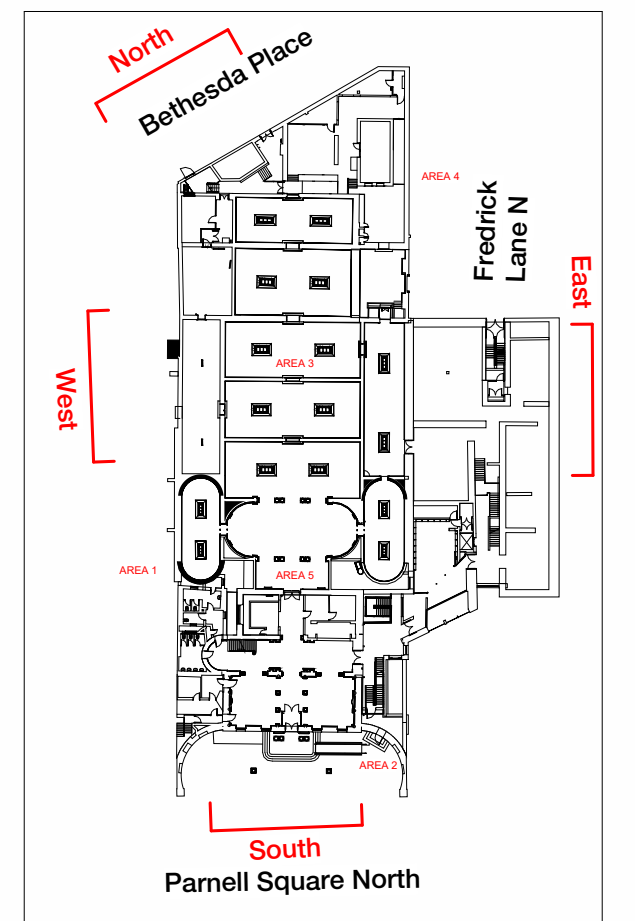 North
Bethesda Place
AREA 4
Fredrick
Lane N
East
AREA 3
West
AREA 1
AREA 5
AREA 2
South
Parnell Square North